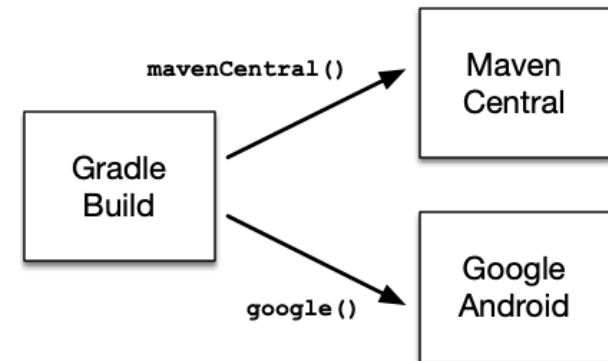 mavenCentral()
Maven
Central
Gradle
Build
Google
Android
google()